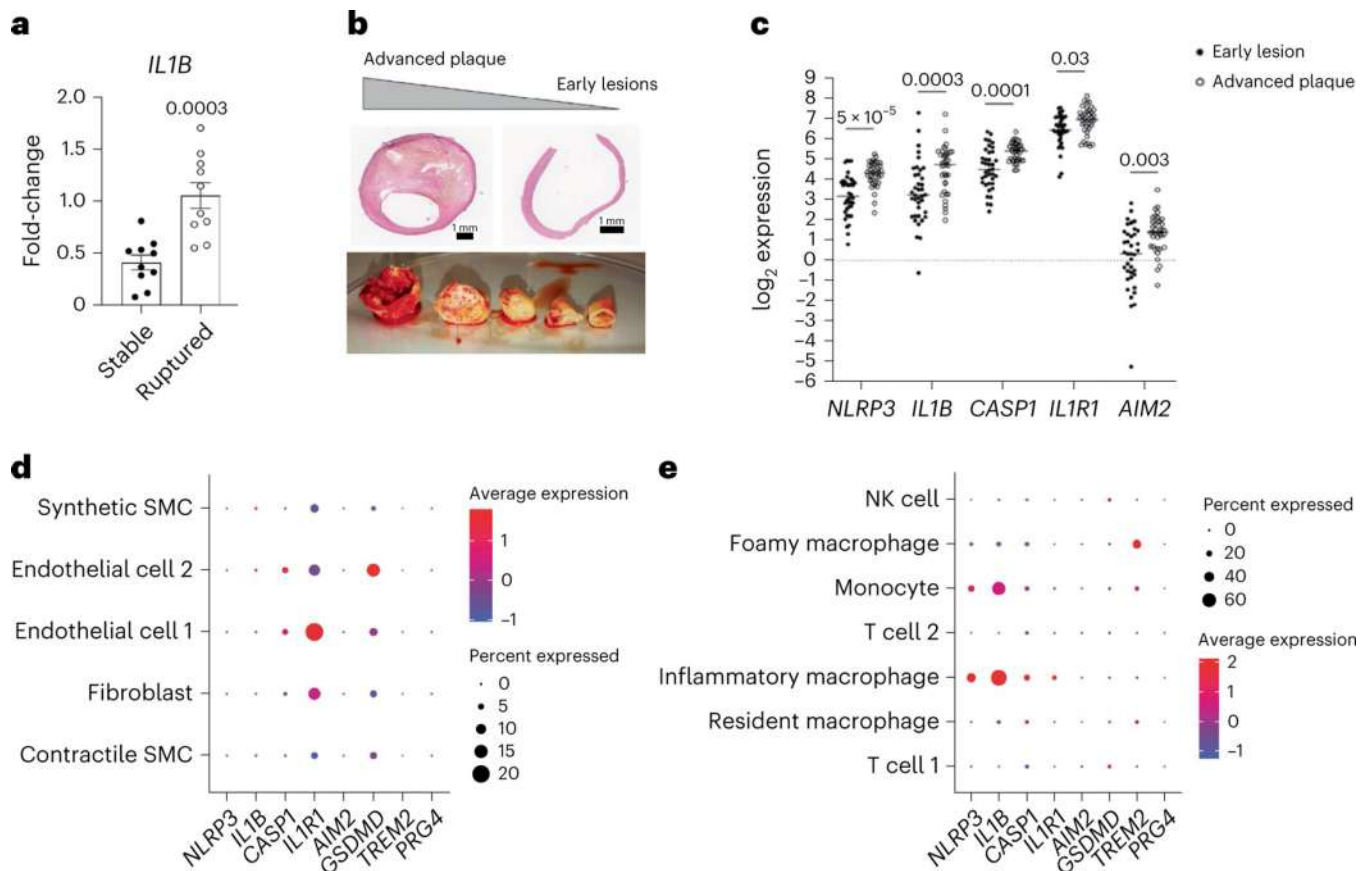 a
IL1B
2.0
0.0003
1.5
1.0
0.5
0
Fold-change
Stable
Ruptured
b
Advanced plaque
Early lesions
1 mm
1 mm
c
Early lesion
Advanced plaque
9
8
7
6
5
4
3
2
1
0
−1
−2
−3
−4
−5
−6
log2 expression
5 × 10−5
0.0003
0.0001
0.03
0.003
NLRP3
IL1B
CASP1
IL1R1
AIM2
d
Synthetic SMC
Endothelial cell 2
Endothelial cell 1
Fibroblast
Contractile SMC
NLRP3
IL1B
CASP1
IL1R1
AIM2
GSDMD
TREM2
PRG4
Average expression
1
0
−1
Percent expressed
0
5
10
15
20
e
NK cell
Foamy macrophage
Monocyte
T cell 2
Inflammatory macrophage
Resident macrophage
T cell 1
NLRP3
IL1B
CASP1
IL1R1
AIM2
GSDMD
TREM2
PRG4
Percent expressed
0
20
40
60
Average expression
2
1
0
−1